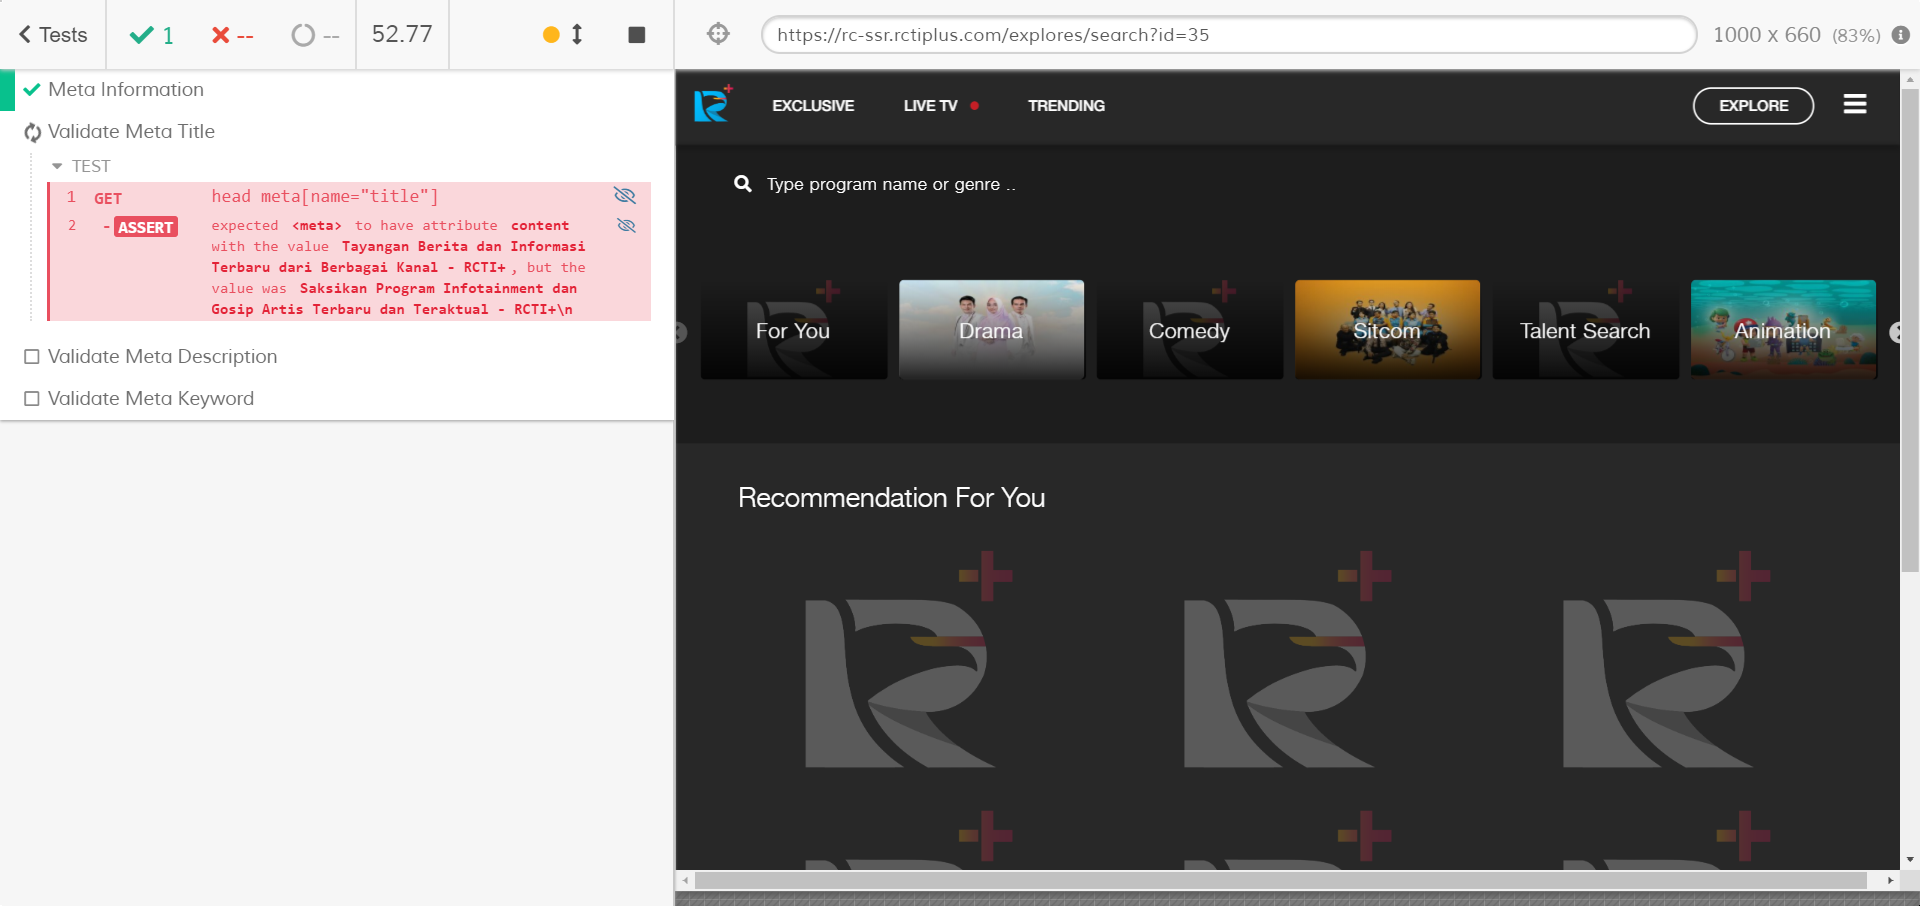 Tests
1
--
--
52.77
https://rc-ssr.rctiplus.com/explores/search?id=35
1000 x 660 (83%)
Meta Information
Validate Meta Title
TEST
1 GET head meta[name="title"]
2 -ASSERT expected <meta> to have attribute content
with the value Tayangan Berita dan Informasi
Terbaru dari Berbagai Kanal - RCTI+ , but the
value was Saksikan Program Infotainment dan
Gosip Artis Terbaru dan Teraktual - RCTI+\n
Validate Meta Description
Validate Meta Keyword
EXCLUSIVE
LIVE TV
TRENDING
EXPLORE
Type program name or genre ..
For You
Drama
Comedy
Sitcom
Talent Search
Animation
Recommendation For You